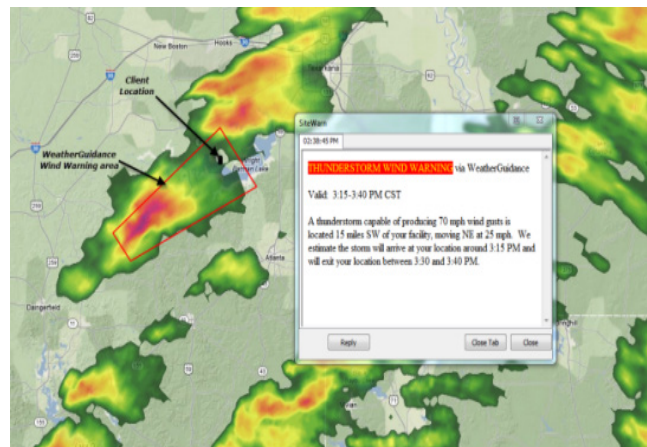 New Boston
Hooks
Client
Location
WeatherGuidance
Wind Warning area
Atlanta
Daingerfield
SiteWarn
02:38:45 PM
THUNDERSTORM WIND WARNING via WeatherGuidance
Valid: 3:15-3:40 PM CST
A thunderstorm capable of producing 70 mph wind gusts is
located 15 miles SW of your facility, moving NE at 25 mph. We
estimate the storm will arrive at your location around 3:15 PM and
will exit your location between 3:30 and 3:40 PM.
Reply
Close Tab
Close